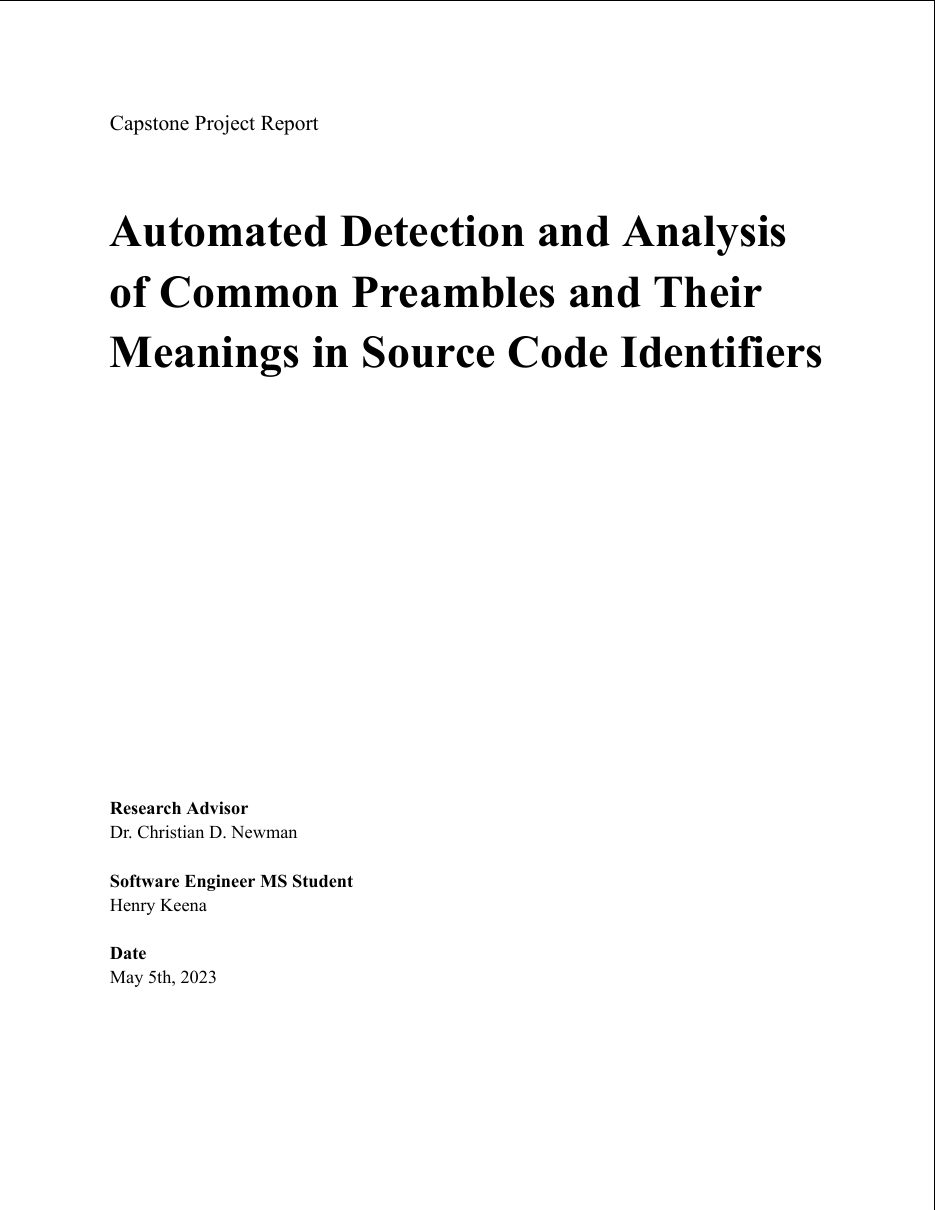 Capstone Project Report
Automated Detection and Analysis
of Common Preambles and Their
Meanings in Source Code Identifiers
Research Advisor
Dr. Christian D. Newman
Software Engineer MS Student
Henry Keena
Date
May 5th, 2023